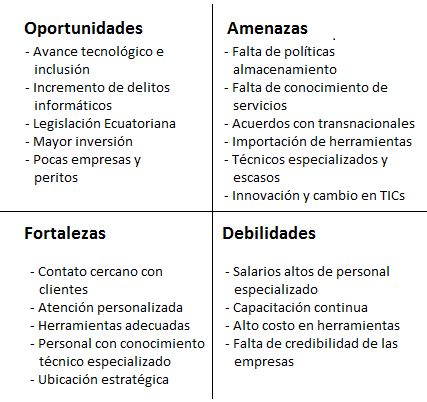 Oportunidades
- Avance tecnológico e
inclusión
- Incremento de delitos
informáticos
- Legislación Ecuatoriana
- Mayor inversión
- Pocas empresas y
peritos
Amenazas
- Falta de políticas
almacenamiento
- Falta de conocimiento de
servicios
- Acuerdos con transnacionales
- Importación de herramientas
- Técnicos especializados y
escasos
- Innovación y cambio en TICs
Fortalezas
- Contato cercano con
clientes
- Atención personalizada
- Herramientas adecuadas
- Personal con conocimiento
técnico especializado
- Ubicación estratégica
Debilidades
- Salarios altos de personal
especializado
- Capacitación continua
- Alto costo en herramientas
- Falta de credibilidad de las
empresas